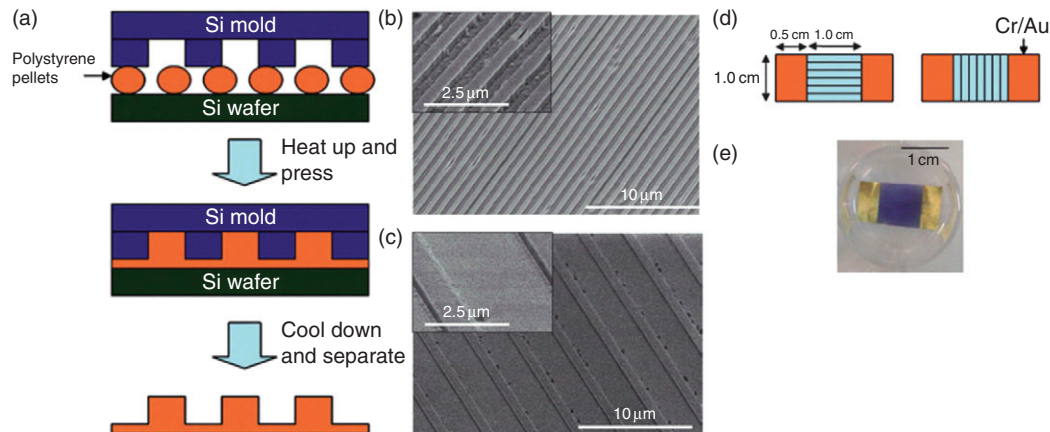 (a)
Si mold
Polystyrene
pellets
Si wafer
Heat up and
press
Si mold
Si wafer
Cool down
and separate
(b)
2.5 μm
10 μm
(c)
2.5 μm
10 μm
(d)
0.5 cm 1.0 cm
Cr/Au
1.0 cm
(e)
1 cm